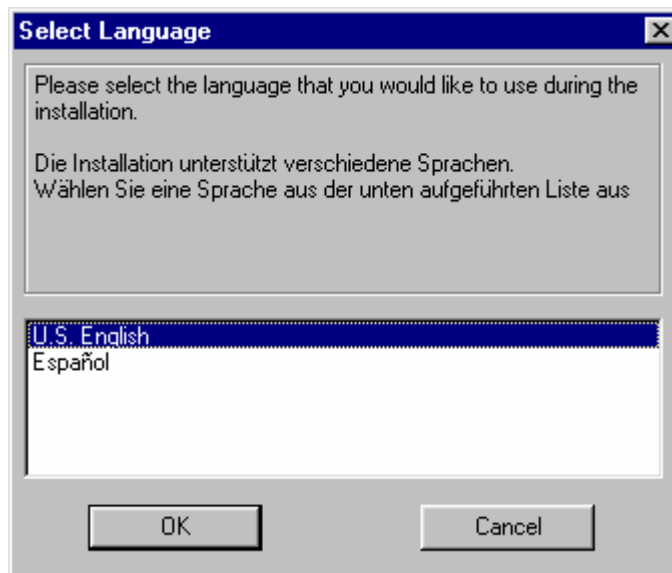 Select Language
Please select the language that you would like to use during the
installation.
Die Installation unterstützt verschiedene Sprachen.
Wählen Sie eine Sprache aus der unten aufgeführten Liste aus
U.S. English
Español
OK
Cancel